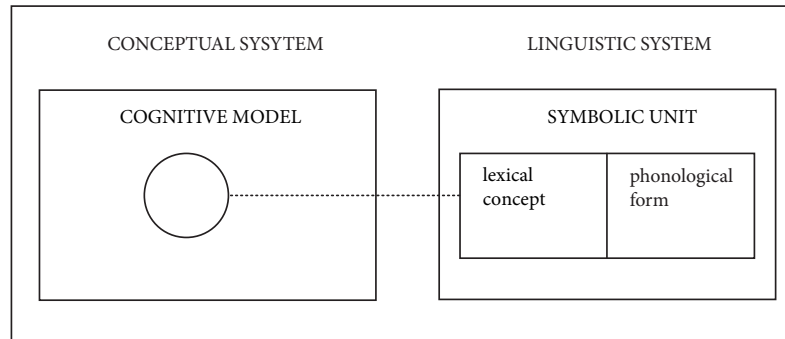 CONCEPTUAL SYSYTEM
LINGUISTIC SYSTEM
COGNITIVE MODEL
SYMBOLIC UNIT
lexical
concept
phonological
form